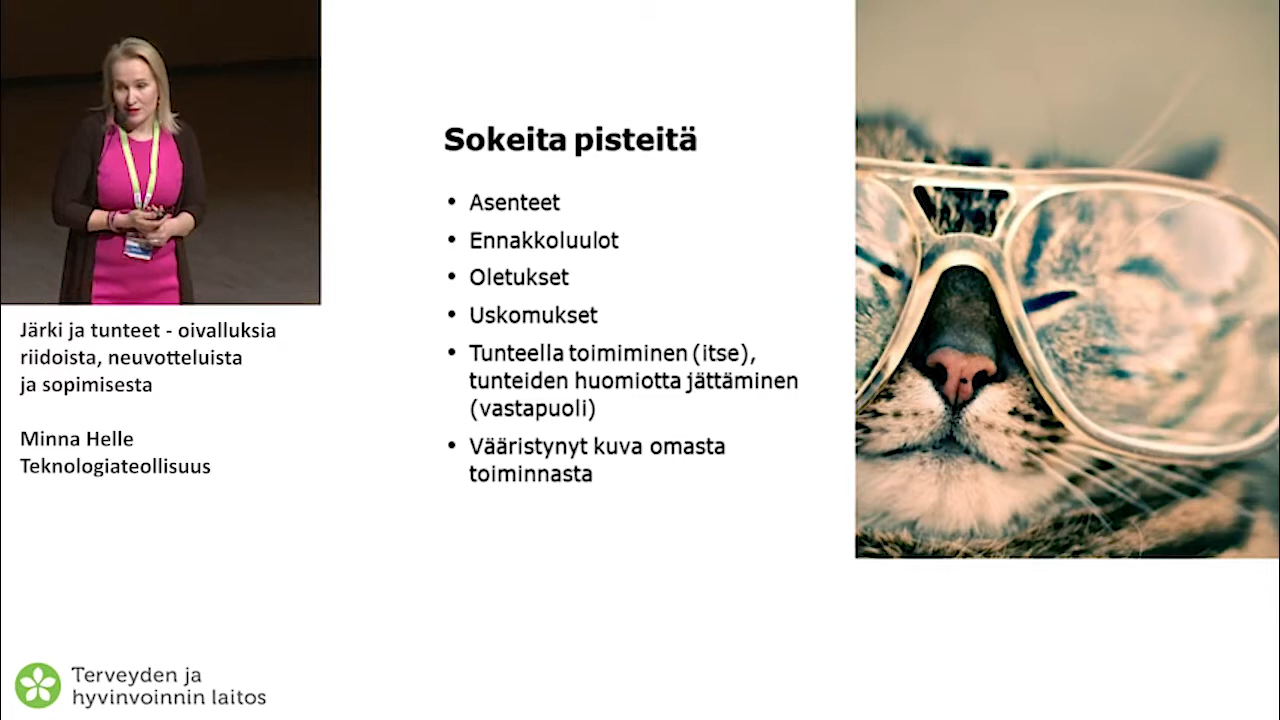 Järki ja tunteet - oivalluksia
riidoista, neuvotteluista
ja sopimisesta
Minna Helle
Teknologiateollisuus
Sokeita pisteitä
• Asenteet
• Ennakkoluulot
• Oletukset
• Uskomukset
• Tunteella toimiminen (itse),
tunteiden huomiotta jättäminen
(vastapuoli)
• Vääristynyt kuva omasta
toiminnasta
Terveyden ja
hyvinvoinnin laitos